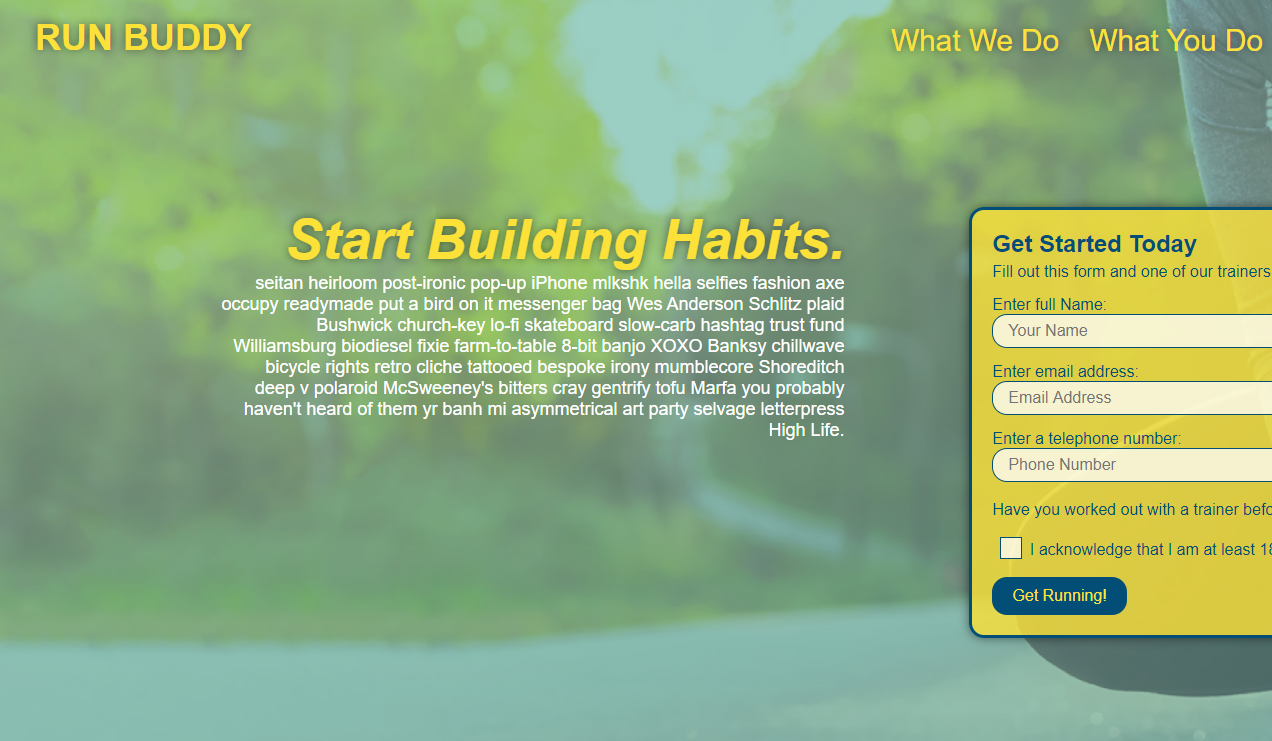 RUN BUDDY
What We Do What You Do
Start Building Habits.
seitan heirloom post-ironic pop-up iPhone mlkshk hella selfies fashion axe
occupy readymade put a bird on it messenger bag Wes Anderson Schlitz plaid
Bushwick church-key lo-fi skateboard slow-carb hashtag trust fund
Williamsburg biodiesel fixie farm-to-table 8-bit banjo XOXO Banksy chillwave
bicycle rights retro cliche tattooed bespoke irony mumblecore Shoreditch
deep v polaroid McSweeney's bitters cray gentrify tofu Marfa you probably
haven't heard of them yr banh mi asymmetrical art party selvage letterpress
High Life.
Get Started Today
Fill out this form and one of our trainers
Enter full Name:
Your Name
Enter email address:
Email Address
Enter a telephone number:
Phone Number
Have you worked out with a trainer befo
I acknowledge that I am at least 18
Get Running!